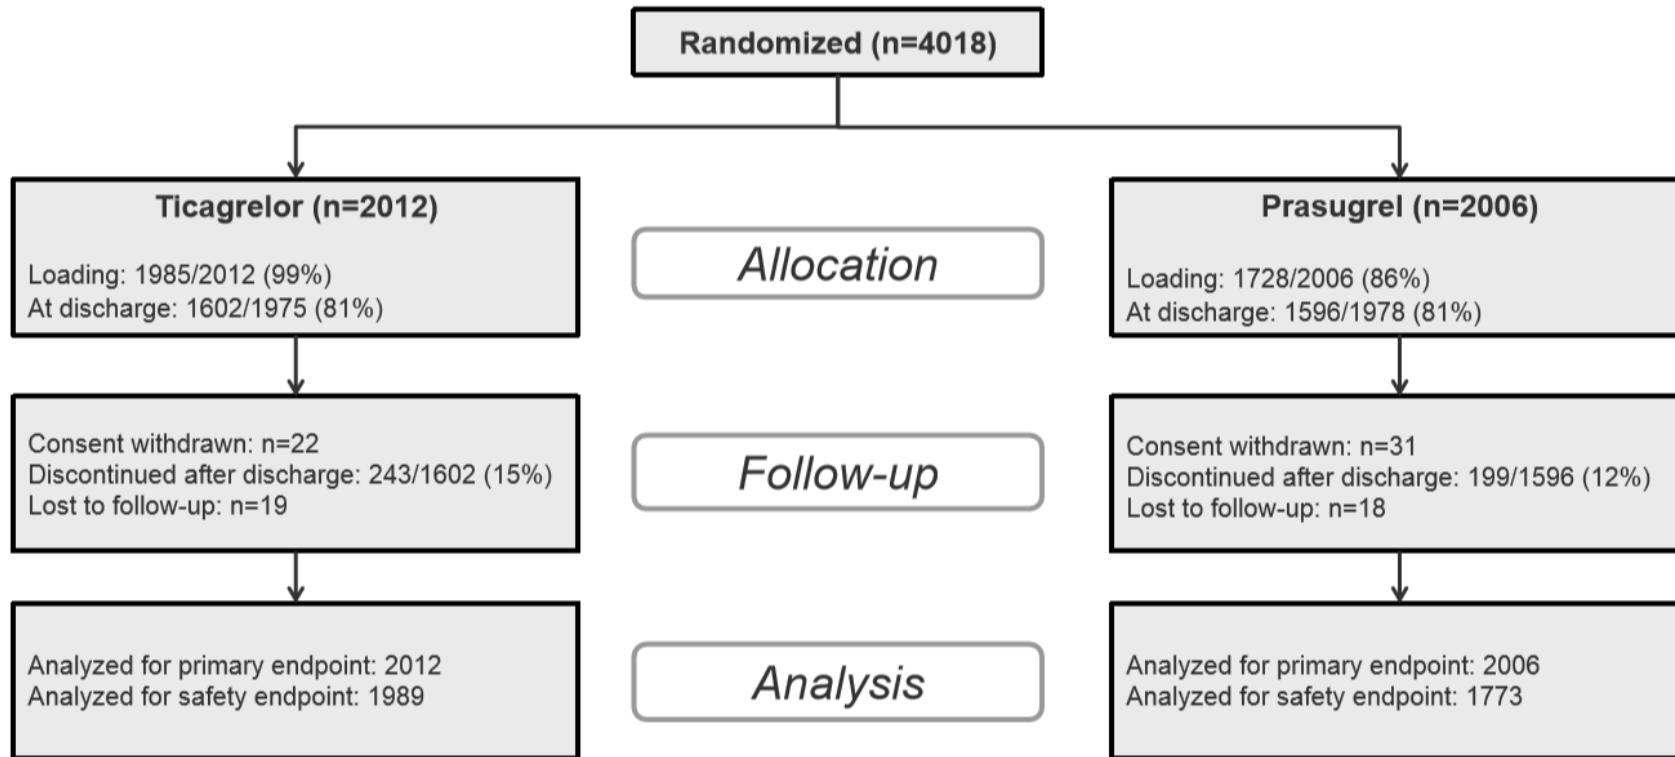 Randomized (n=4018)
Ticagrelor (n=2012)
Loading: 1985/2012 (99%)
At discharge: 1602/1975 (81%)
Allocation
Prasugrel (n=2006)
Loading: 1728/2006 (86%)
At discharge: 1596/1978 (81%)
Consent withdrawn: n=22
Discontinued after discharge: 243/1602 (15%)
Lost to follow-up: n=19
Follow-up
Consent withdrawn: n=31
Discontinued after discharge: 199/1596 (12%)
Lost to follow-up: n=18
Analyzed for primary endpoint: 2012
Analyzed for safety endpoint: 1989
Analysis
Analyzed for primary endpoint: 2006
Analyzed for safety endpoint: 1773